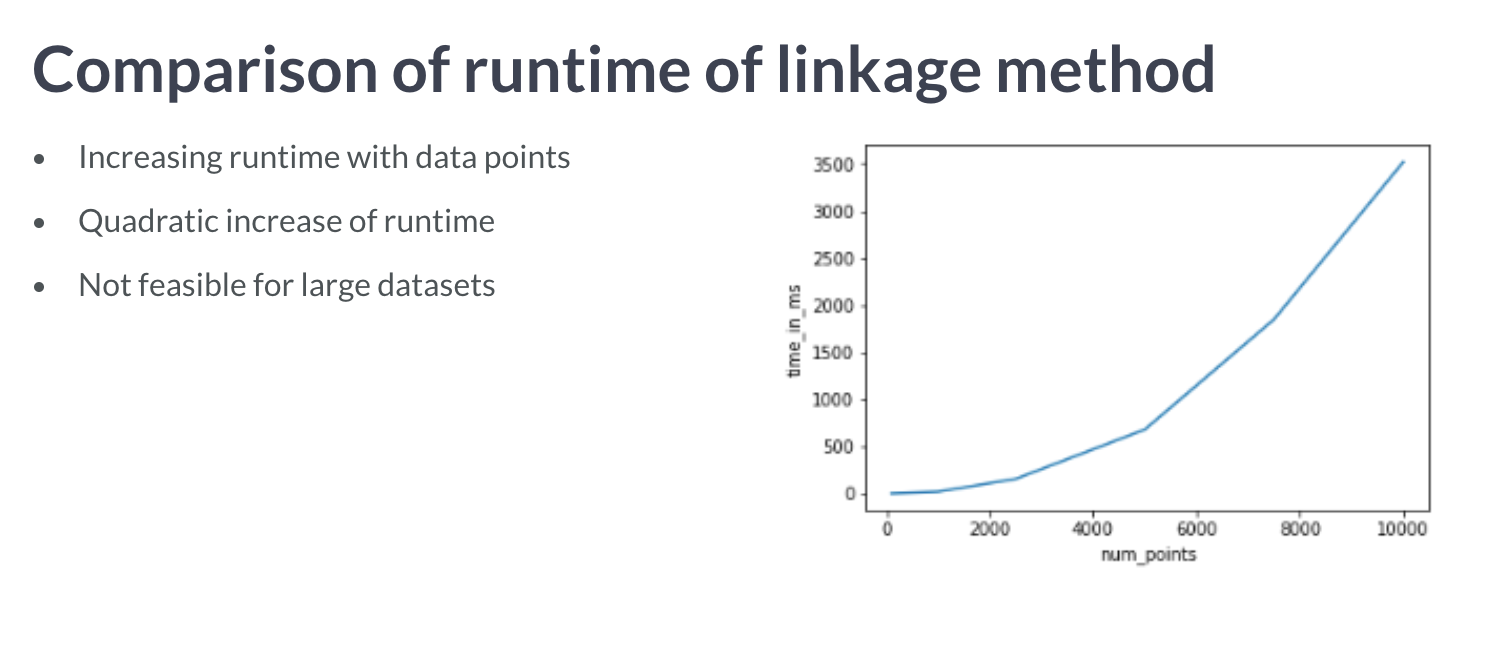 Comparison of runtime of linkage method
• Increasing runtime with data points
• Quadratic increase of runtime
• Not feasible for large datasets
3500
3000
2500
2000
1500
1000
500
0
time_in_ms
0 2000 4000 6000 8000 10000
num_points